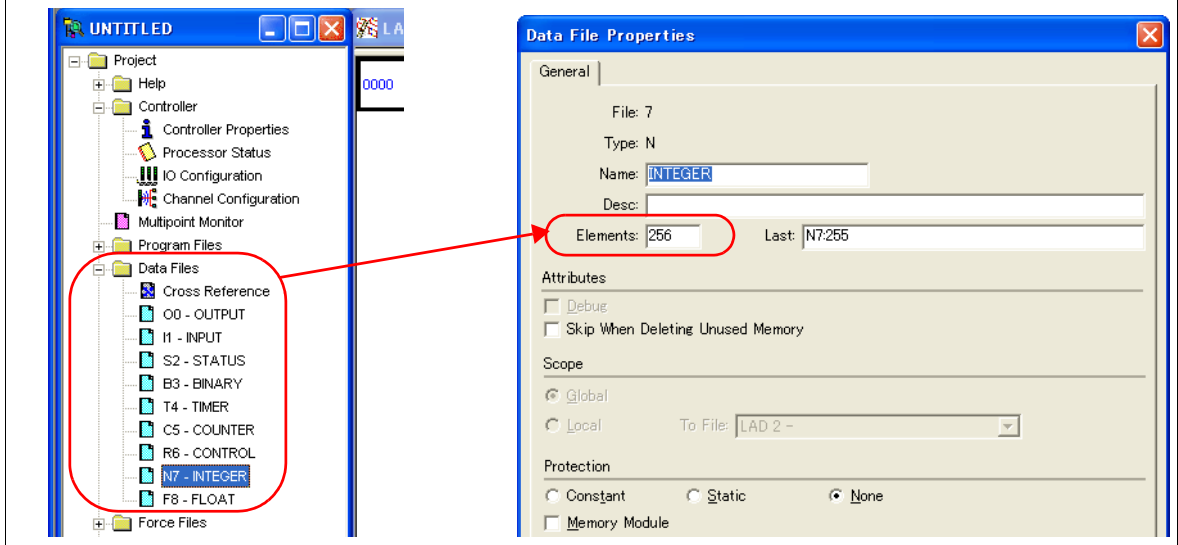 UNTITLED
LA
Project
Help
0000
Controller
Controller Properties
Processor Status
IO Configuration
Channel Configuration
Multipoint Monitor
Program Files
Data Files
Cross Reference
O0 - OUTPUT
I1 - INPUT
S2 - STATUS
B3 - BINARY
T4 - TIMER
C5 - COUNTER
R6 - CONTROL
N7 - INTEGER
F8 - FLOAT
Force Files
Data File Properties
General
File: 7
Type: N
Name: INTEGER
Desc:
Elements: 256 Last: N7:255
Attributes
Debug
Skip When Deleting Unused Memory
Scope
Global
Local To File: LAD 2 -
Protection
Constant Static None
Memory Module